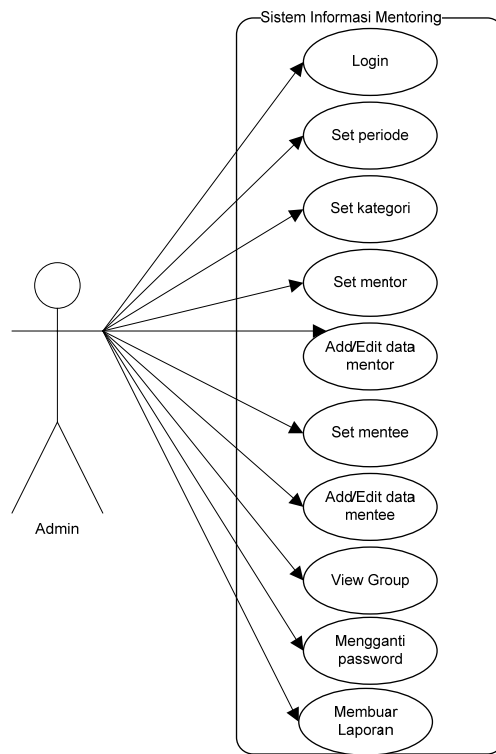 Sistem Informasi Mentoring
Login
Set periode
Set kategori
Set mentor
Add/Edit data
mentor
Set mentee
Add/Edit data
mentee
View Group
Mengganti
password
Membuar
Laporan
Admin